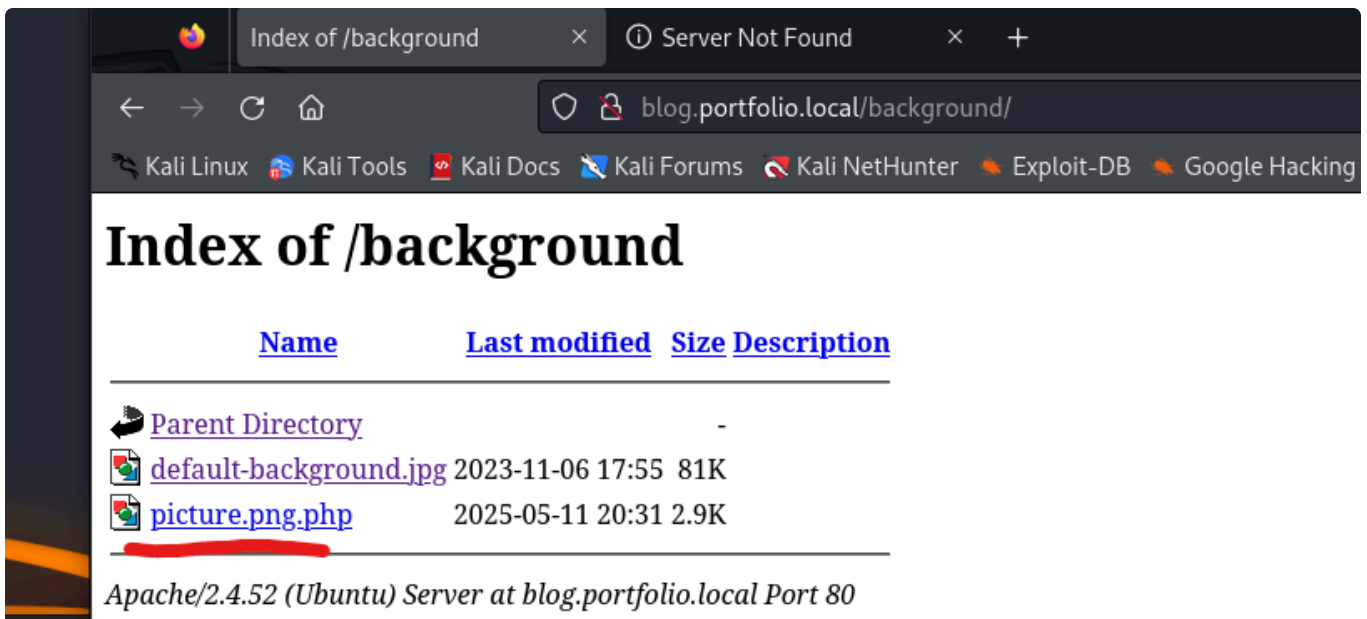 Index of /background × Server Not Found × +
blog.portfolio.local/background/
Kali Linux Kali Tools Kali Docs Kali Forums Kali NetHunter Exploit-DB Google Hacking
Index of /background
Name Last modified Size Description
Parent Directory -
default-background.jpg 2023-11-06 17:55 81K
picture.png.php 2025-05-11 20:31 2.9K
Apache/2.4.52 (Ubuntu) Server at blog.portfolio.local Port 80